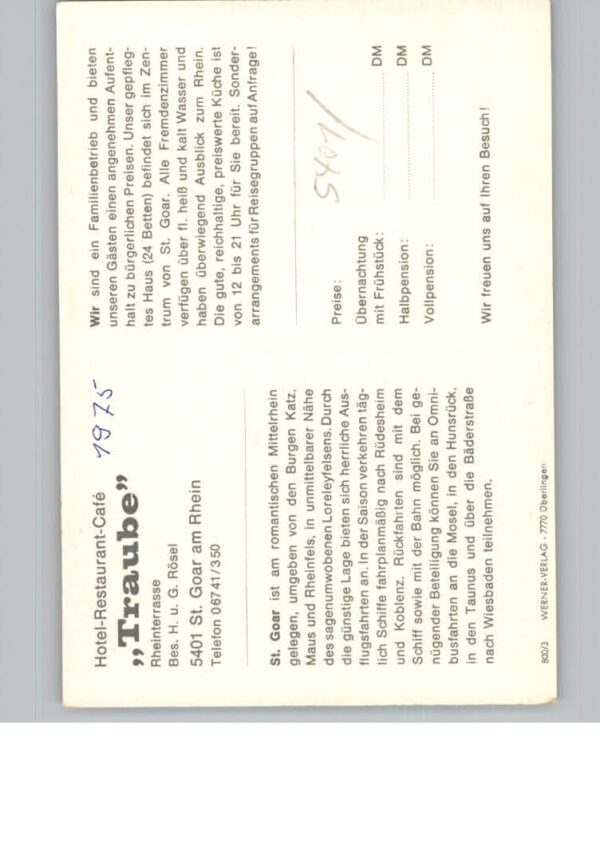 Hotel-Restaurant-Café
1975
„Traube”
Rheinterrasse
Bes. H. u. G. Rösel
5401 St. Goar am Rhein
Telefon 06741/350
St. Goar ist am romantischen Mittelrhein
gelegen, umgeben von den Burgen Katz,
Maus und Rheinfels, in unmittelbarer Nähe
des sagenumwobenen Loreleyfelsens. Durch
die günstige Lage bieten sich herrliche Aus-
flugsfahrten an. In der Saison verkehren täg-
lich Schiffe fahrplanmäßig nach Rüdesheim
und Koblenz. Rückfahrten sind mit dem
Schiff sowie mit der Bahn möglich. Bei ge-
nügender Beteiligung können Sie an Omni-
busfahrten an die Mosel, in den Hunsrück,
in den Taunus und über die Bäderstraße
nach Wiesbaden teilnehmen.
800/3 WERNER-VERLAG - 7770 Überlingen
Wir sind ein Familienbetrieb und bieten
unseren Gästen einen angenehmen Aufent-
halt zu bürgerlichen Preisen. Unser gepfleg-
tes Haus (24 Betten) befindet sich im Zen-
trum von St. Goar. Alle Fremdenzimmer
verfügen über fl. heiß und kalt Wasser und
haben überwiegend Ausblick zum Rhein.
Die gute, reichhaltige, preiswerte Küche ist
von 12 bis 21 Uhr für Sie bereit. Sonder-
arrangements für Reisegruppen auf Anfrage!
5401/
Preise:
Übernachtung
mit Frühstück: DM
Halbpension: DM
Vollpension: DM
Wir freuen uns auf Ihren Besuch!